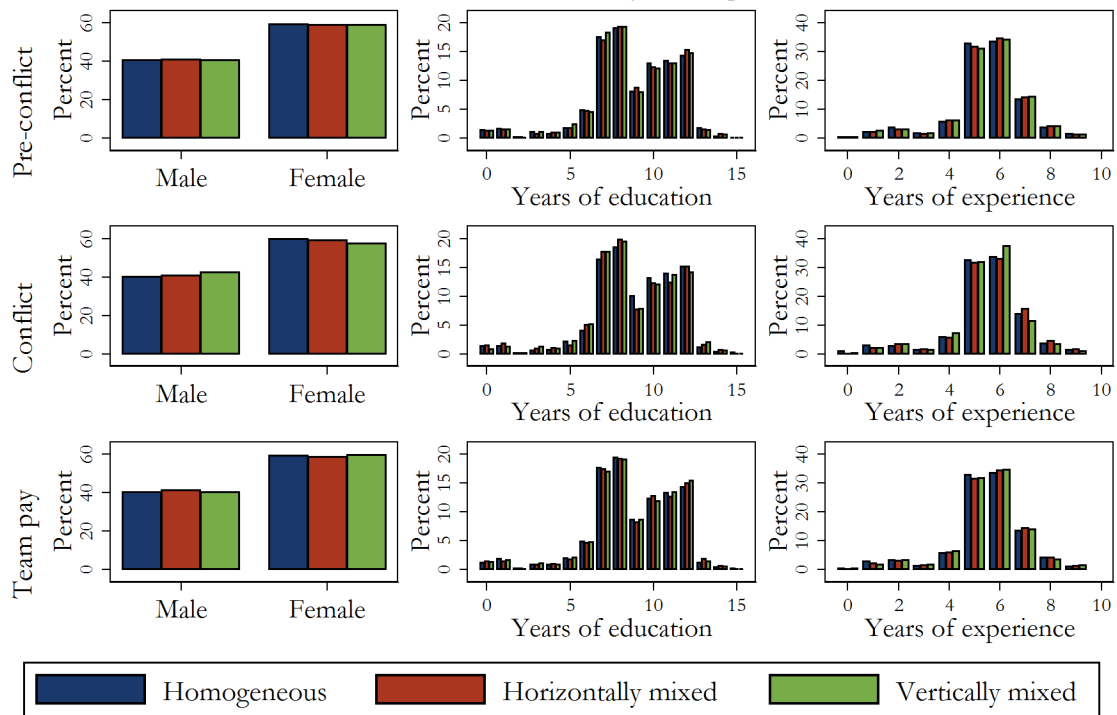 Pre-conflict
Percent
0 20 40 60
Male Female
Percent
0 5 10 15 20
0 5 10 15
Years of education
Percent
0 10 20 30 40
0 2 4 6 8 10
Years of experience
Conflict
Percent
0 20 40 60
Male Female
Percent
0 5 10 15 20
0 5 10 15
Years of education
Percent
0 10 20 30 40
0 2 4 6 8 10
Years of experience
Team pay
Percent
0 20 40 60
Male Female
Percent
0 5 10 15 20
0 5 10 15
Years of education
Percent
0 10 20 30 40
0 2 4 6 8 10
Years of experience
Homogeneous Horizontally mixed Vertically mixed